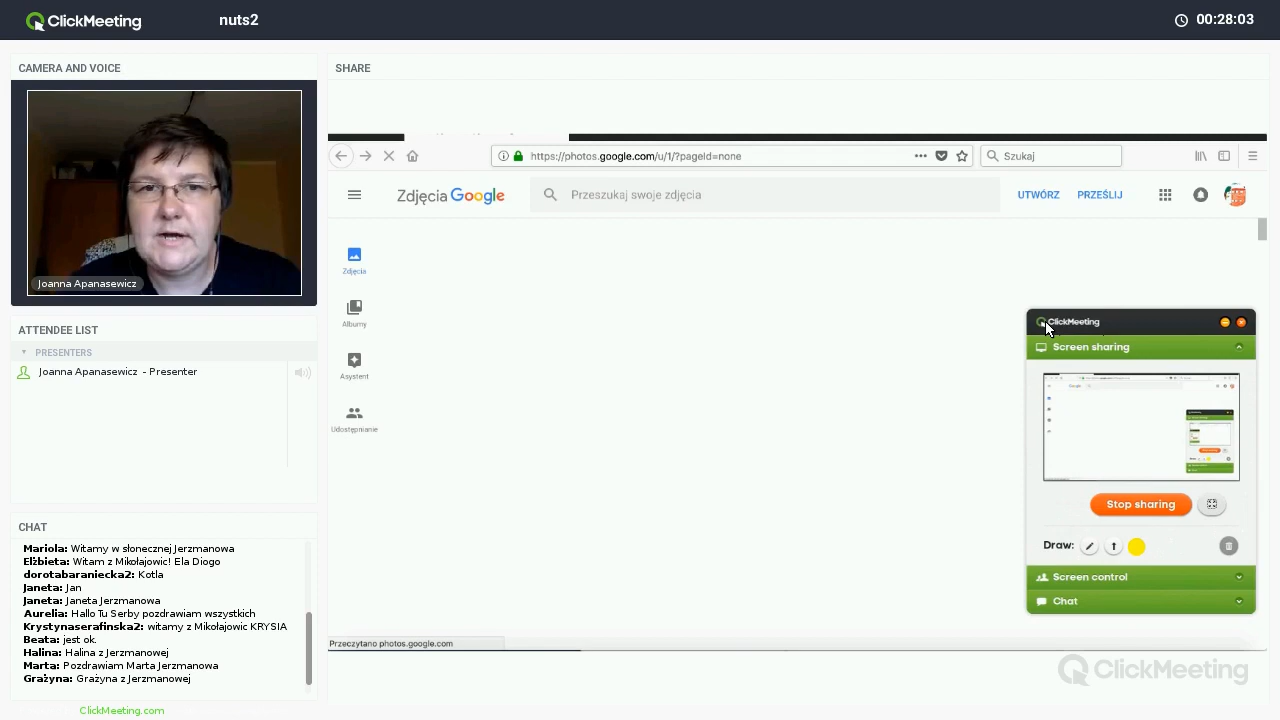 ClickMeeting
nuts2
00:28:03
CAMERA AND VOICE
Joanna Apanasewicz
ATTENDEE LIST
PRESENTERS
Joanna Apanasewicz - Presenter
CHAT
Mariola: Witamy w słonecznej Jerzmanowa
Elżbieta: Witam z Mikołajowic! Ela Diogo
dorotabaraniecka2: Kotla
Janeta: Jan
Janeta: Janeta Jerzmanowa
Aurelia: Hallo Tu Serby pozdrawiam wszystkich
Krystynaserafinska2: witamy z Mikołajowic KRYSIA
Beata: jest ok.
Halina: Halina z Jerzmanowej
Marta: Pozdrawiam Marta Jerzmanowa
Grażyna: Grażyna z Jerzmanowej
ClickMeeting.com
SHARE
https://photos.google.com/u/1/?pageId=none
Szukaj
Zdjęcia Google
Przeszukaj swoje zdjęcia
UTWÓRZ
PRZEŚLIJ
Zdjęcia
Albumy
Asystent
Udostępnianie
ClickMeeting
Screen sharing
Stop sharing
Draw:
Screen control
Chat
Przeczytano photos.google.com
ClickMeeting